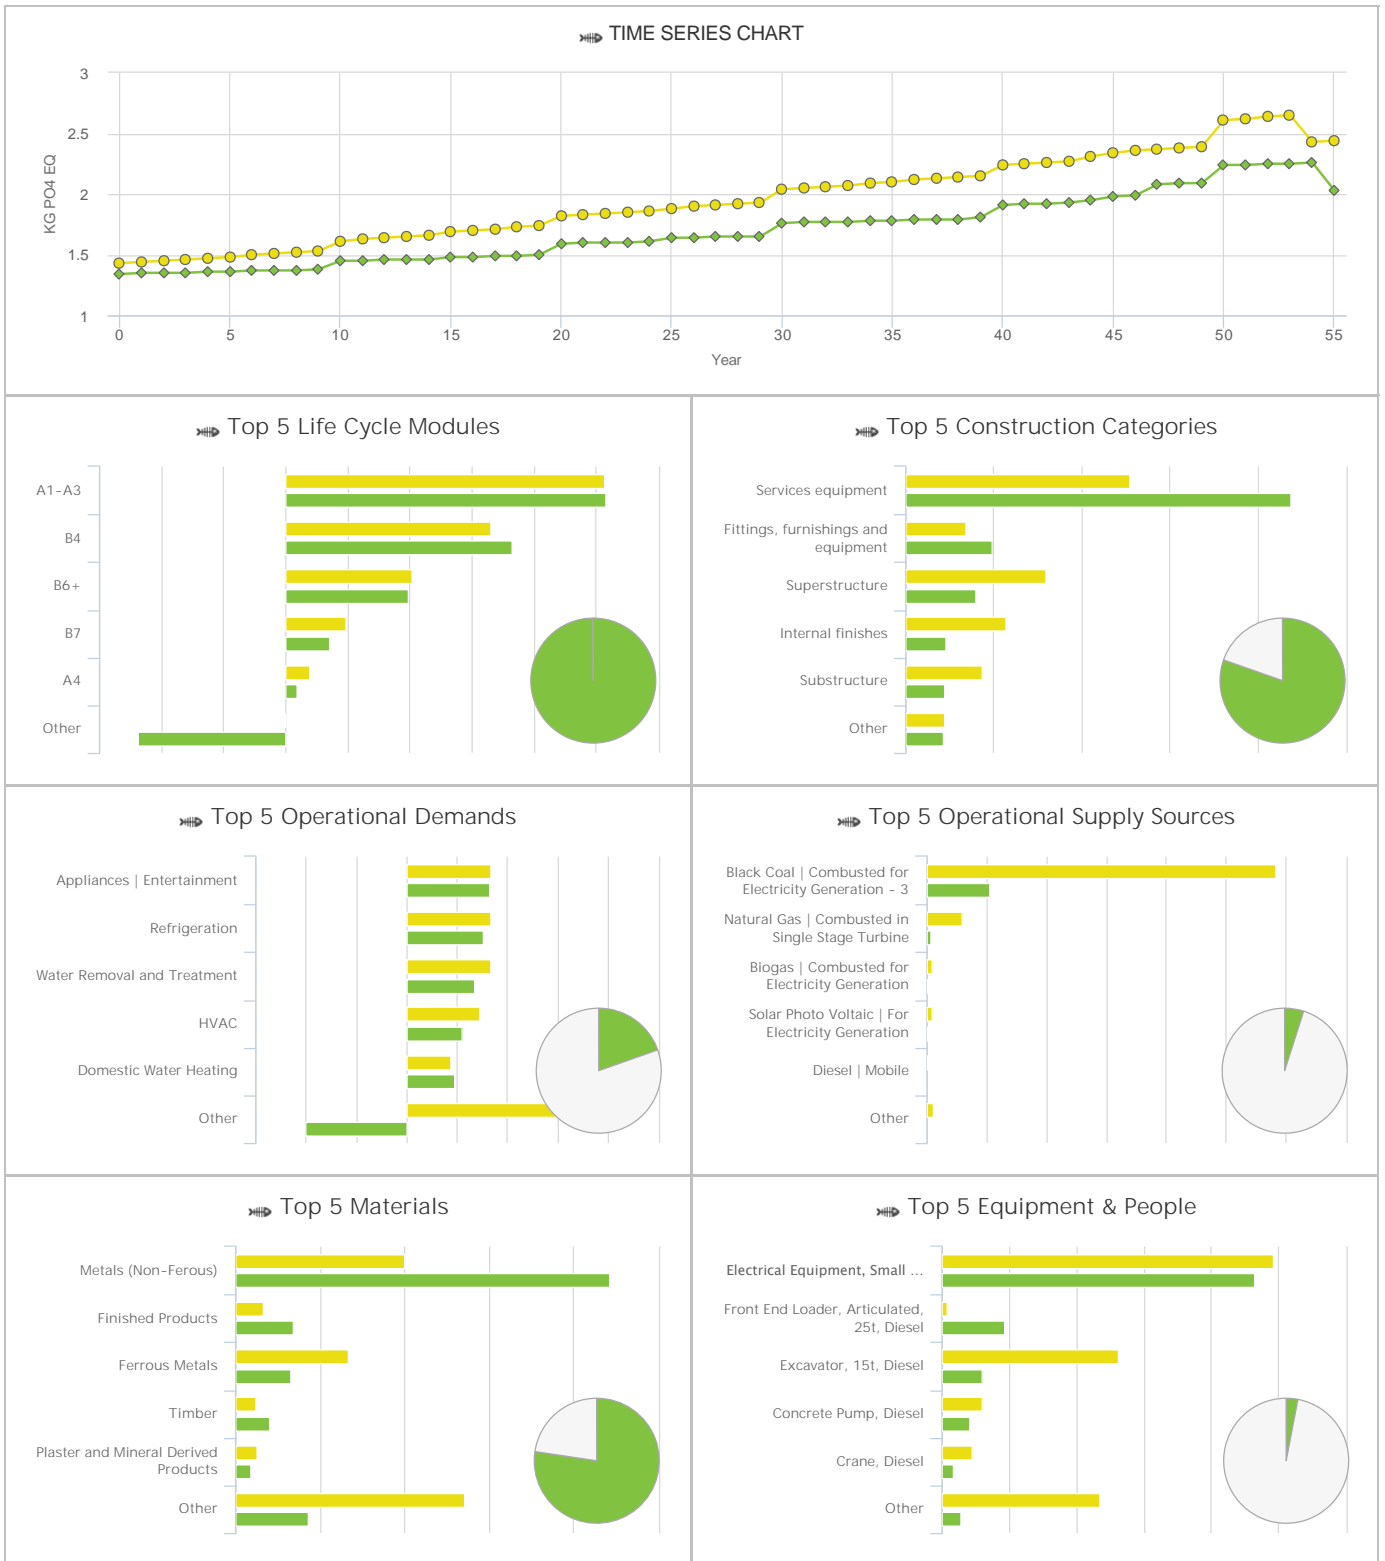 TIME SERIES CHART
3
2.5
2
1.5
1
KG PO4 EQ
0 5 10 15 20 25 30 35 40 45 50 55
Year
Top 5 Life Cycle Modules
A1-A3
B4
B6+
B7
A4
Other
Top 5 Construction Categories
Services equipment
Fittings, furnishings and
equipment
Superstructure
Internal finishes
Substructure
Other
Top 5 Operational Demands
Appliances | Entertainment
Refrigeration
Water Removal and Treatment
HVAC
Domestic Water Heating
Other
Top 5 Operational Supply Sources
Black Coal | Combusted for
Electricity Generation - 3
Natural Gas | Combusted in
Single Stage Turbine
Biogas | Combusted for
Electricity Generation
Solar Photo Voltaic | For
Electricity Generation
Diesel | Mobile
Other
Top 5 Materials
Metals (Non-Ferous)
Finished Products
Ferrous Metals
Timber
Plaster and Mineral Derived
Products
Other
Top 5 Equipment & People
Electrical Equipment, Small ...
Front End Loader, Articulated,
25t, Diesel
Excavator, 15t, Diesel
Concrete Pump, Diesel
Crane, Diesel
Other